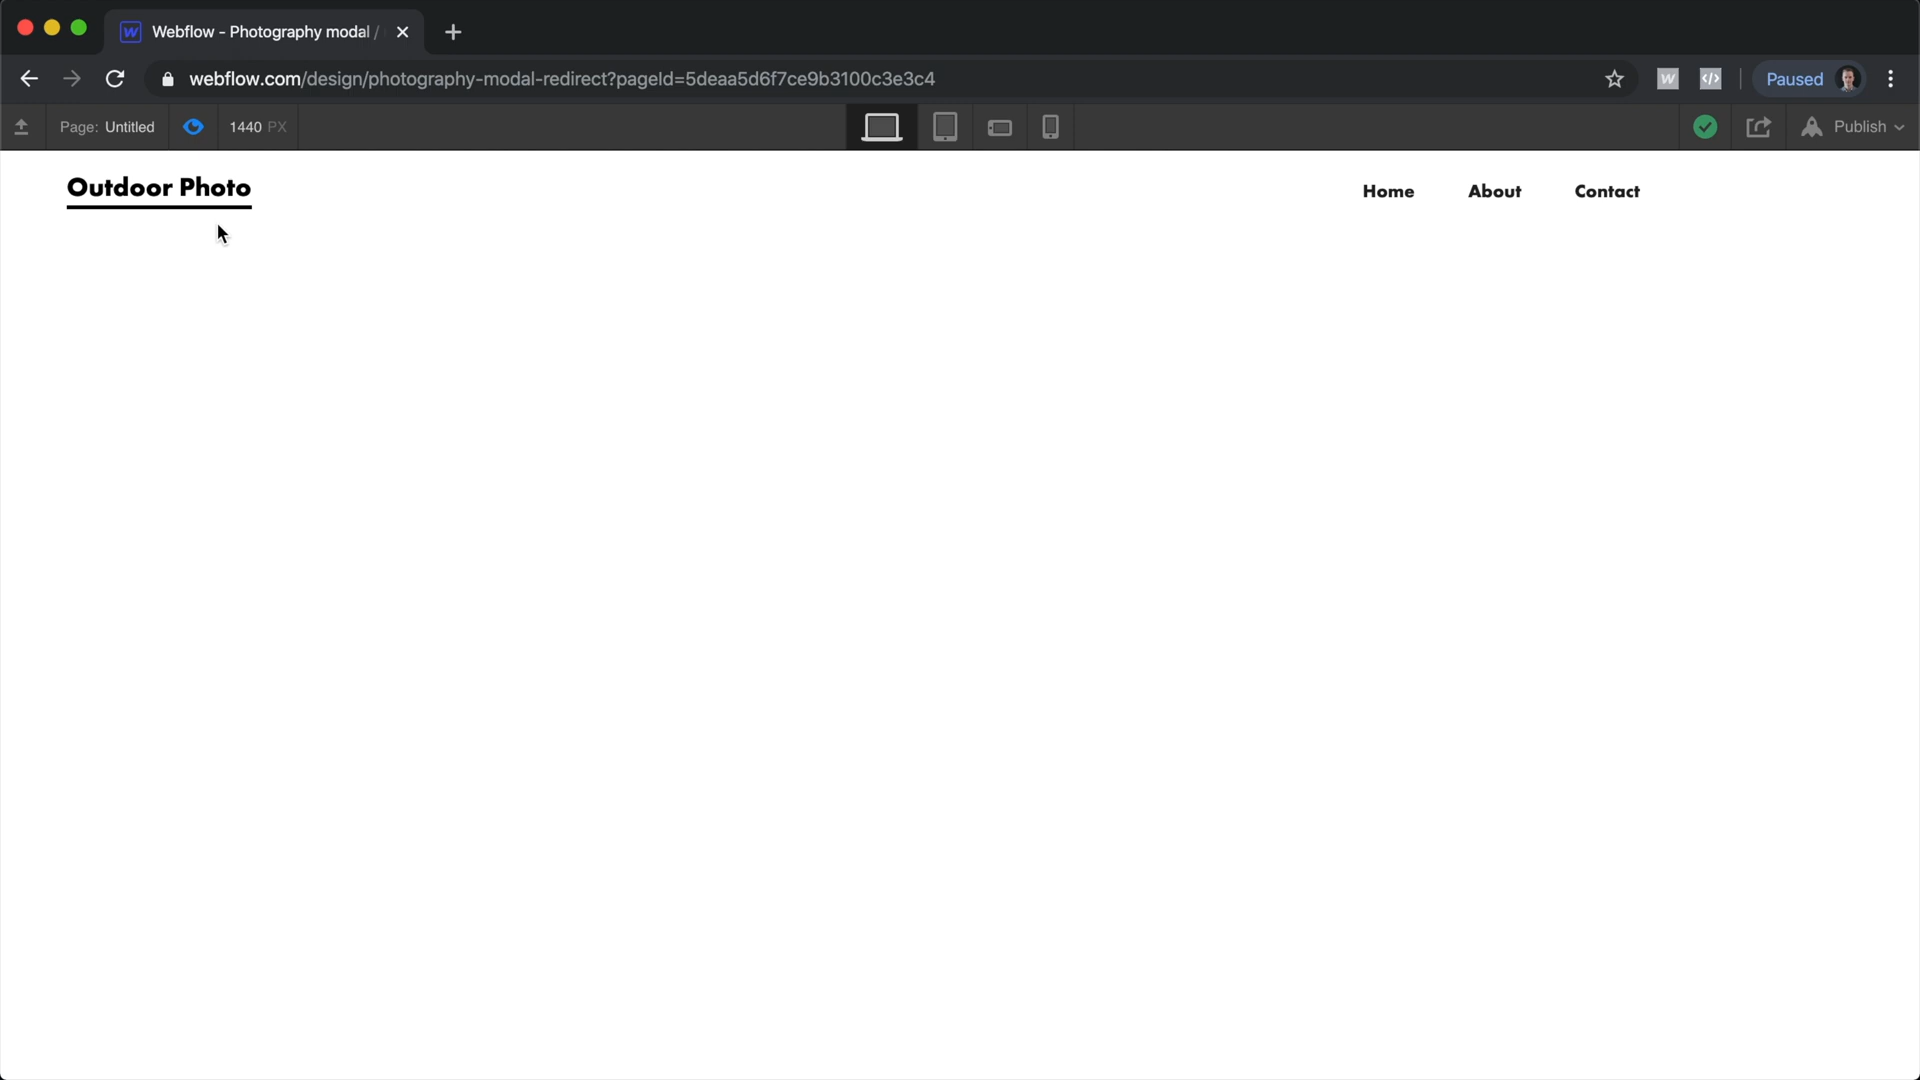 Webflow - Photography modal /
webflow.com/design/photography-modal-redirect?pageId=5deaa5d6f7ce9b3100c3e3c4
Paused
Page: Untitled
1440 PX
Publish
Outdoor Photo
Home
About
Contact